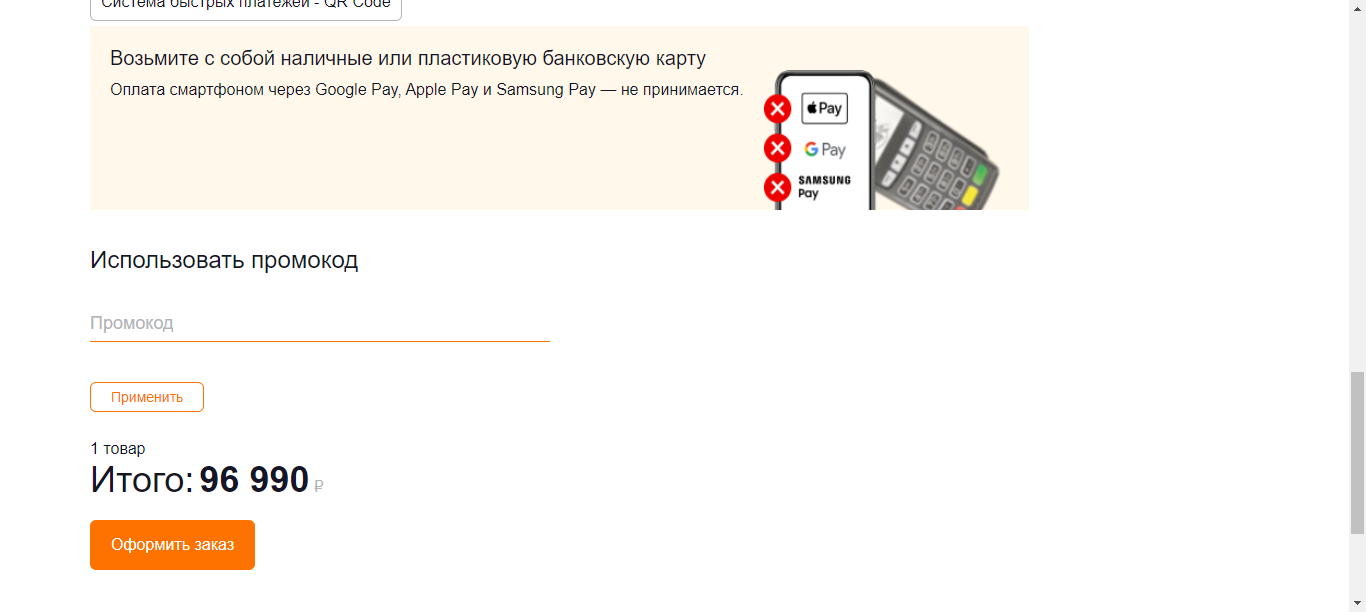 Система быстрых платежей - QR Code
Возьмите с собой наличные или пластиковую банковскую карту
Оплата смартфоном через Google Pay, Apple Pay и Samsung Pay — не принимается.
Pay
G Pay
SAMSUNG
Pay
Использовать промокод
Промокод
Применить
1 товар
Итого: 96 990 ₽
Оформить заказ